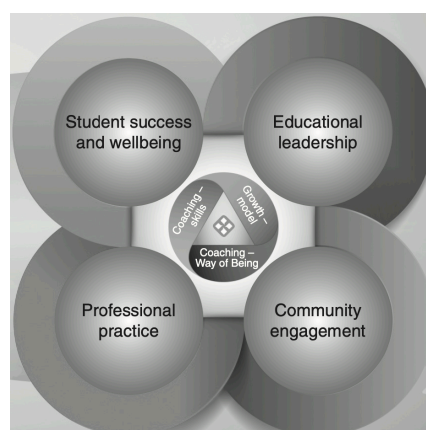 Student success
and wellbeing
Educational
leadership
Coaching –
skills
Growth –
model
Coaching –
Way of Being
Professional
practice
Community
engagement